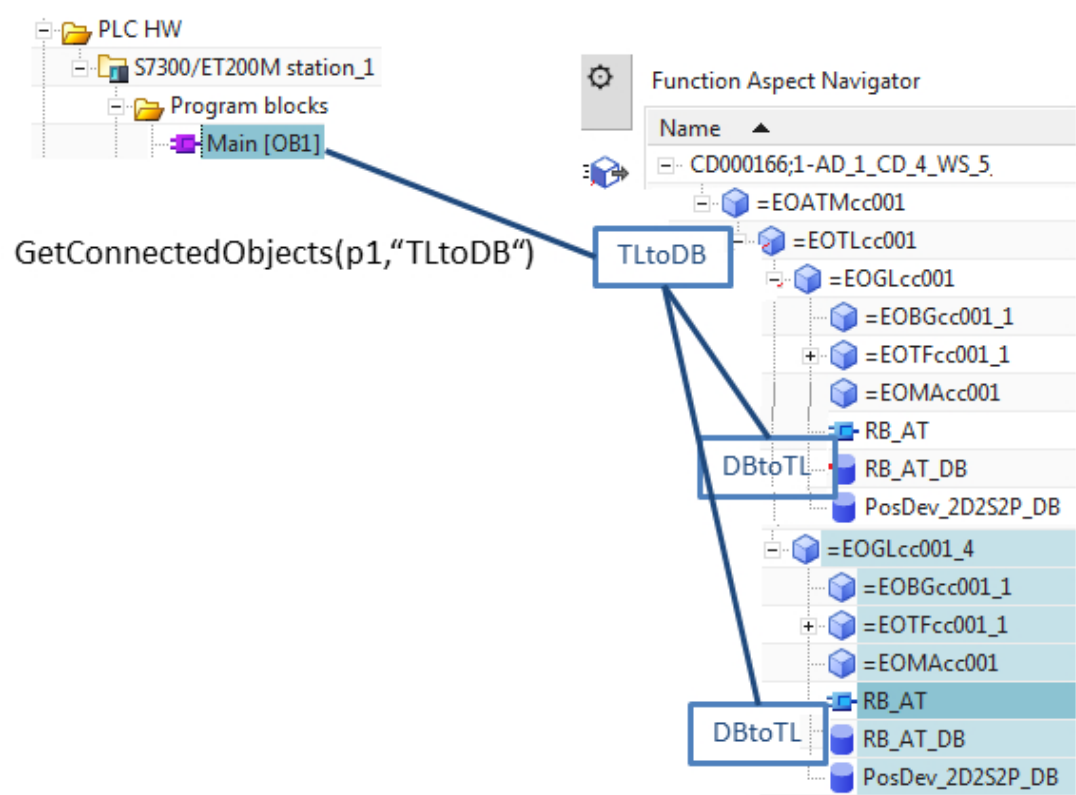 PLC HW
S7300/ET200M station_1
Program blocks
Main [OB1]
GetConnectedObjects(p1,“TLtoDB“)
Function Aspect Navigator
Name
CD000166;1-AD_1_CD_4_WS_5
=EOATMcc001
TLtoDB
=EOTLcc001
=EOGLcc001
=EOBGcc001_1
=EOTFcc001_1
=EOMAcc001
RB_AT
DBtoTL
RB_AT_DB
PosDev_2D2S2P_DB
=EOGLcc001_4
=EOBGcc001_1
=EOTFcc001_1
=EOMAcc001
RB_AT
DBtoTL
RB_AT_DB
PosDev_2D2S2P_DB